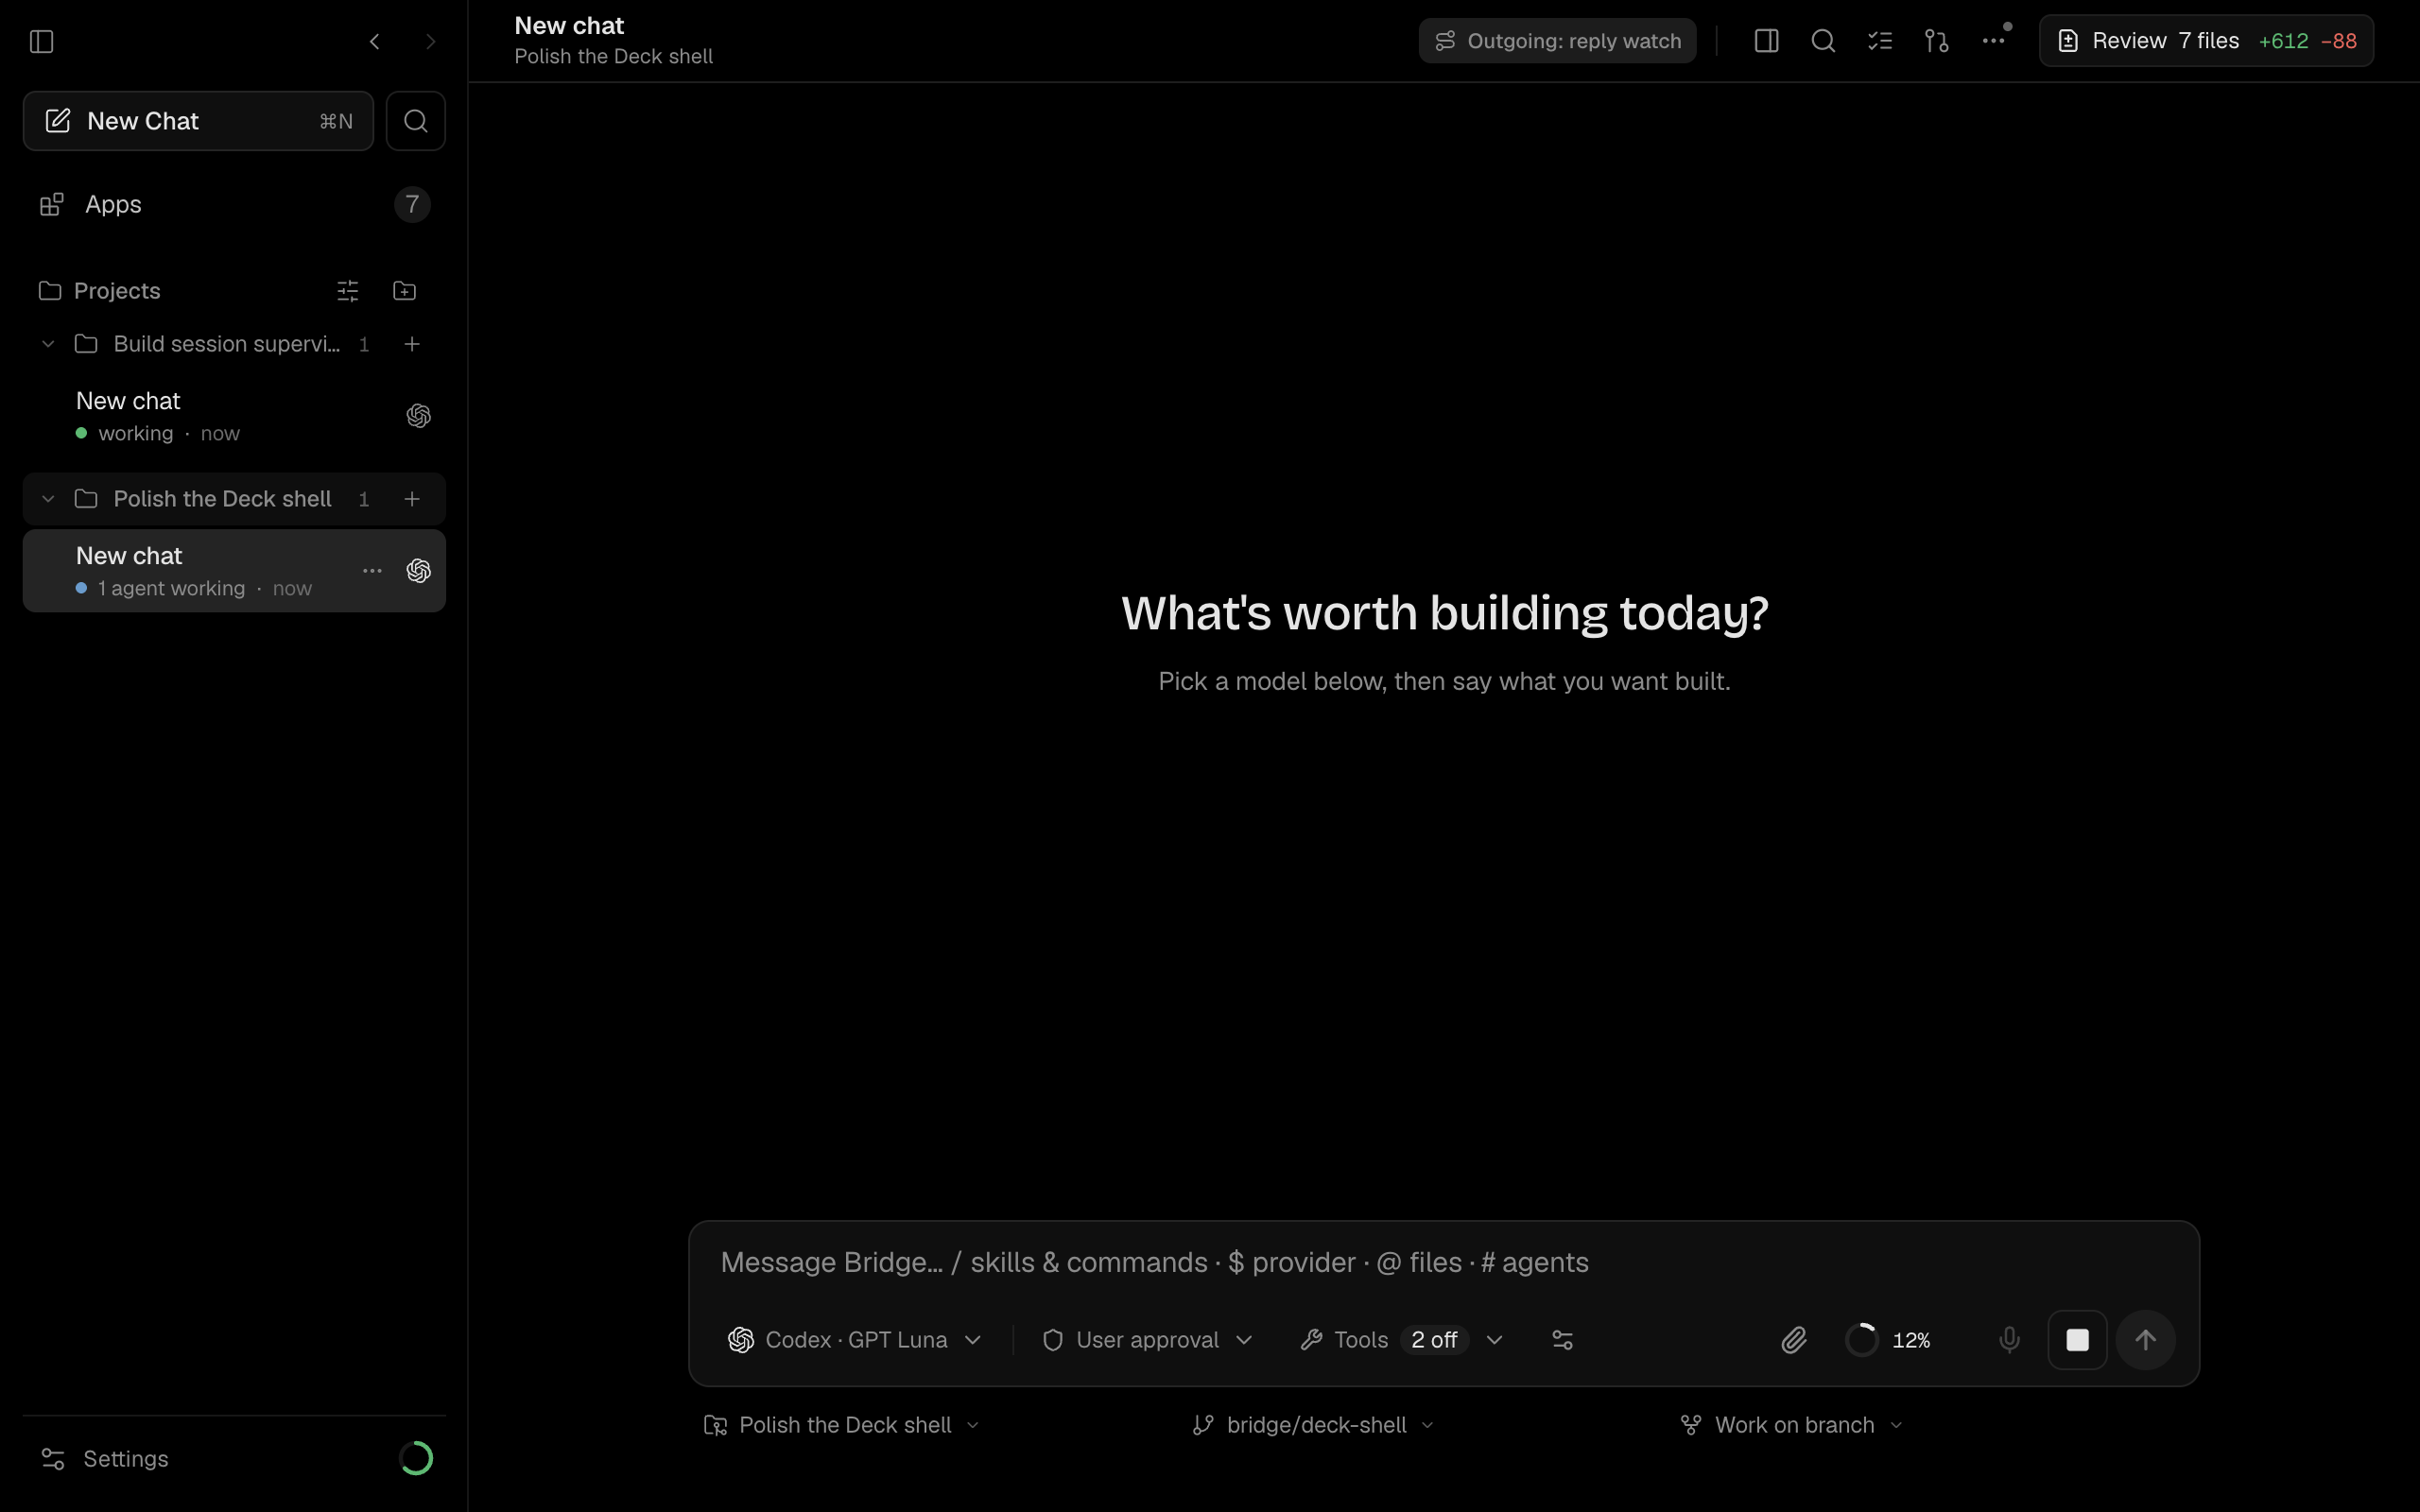 New chat
Polish the Deck shell
Outgoing: reply watch
Review 7 files +612 −88
New Chat ⌘N
Apps 7
Projects
Build session supervi... 1
New chat
working · now
Polish the Deck shell 1
New chat
1 agent working · now
What's worth building today?
Pick a model below, then say what you want built.
Message Bridge... / skills & commands · $ provider · @ files · # agents
Codex · GPT Luna
User approval
Tools 2 off
12%
Polish the Deck shell
bridge/deck-shell
Work on branch
Settings